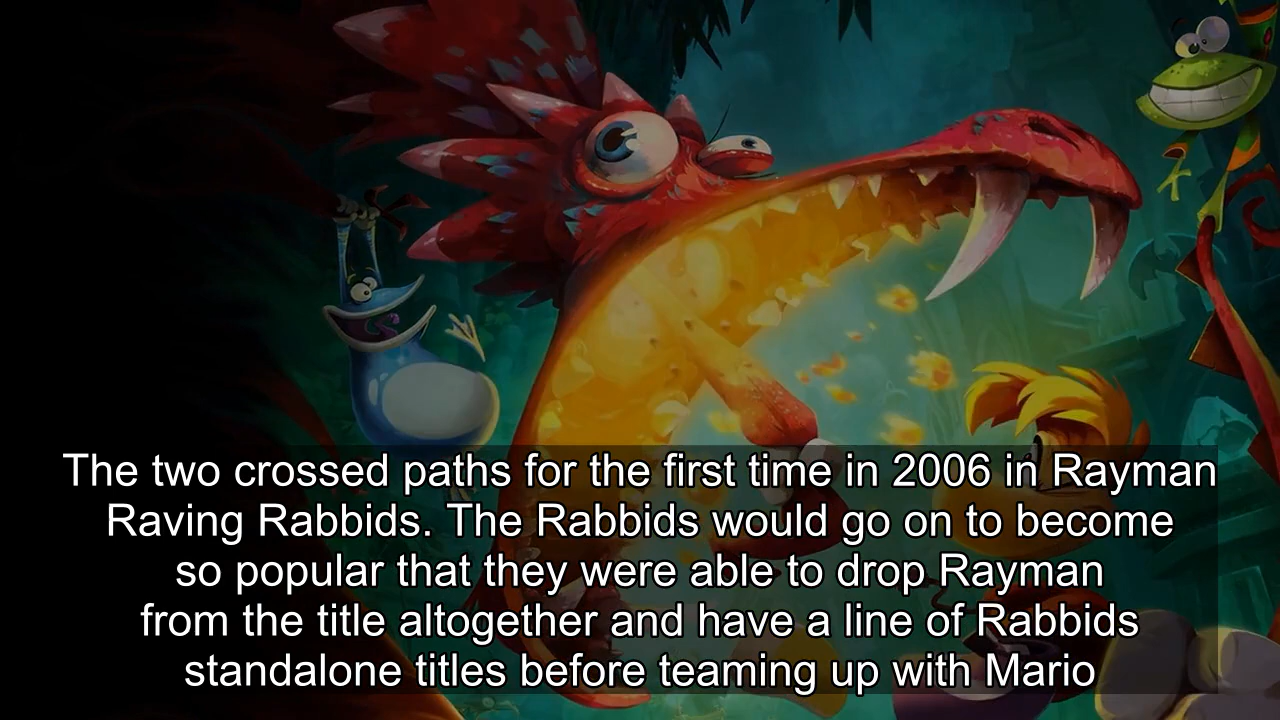 The two crossed paths for the first time in 2006 in Rayman
Raving Rabbids. The Rabbids would go on to become
so popular that they were able to drop Rayman
from the title altogether and have a line of Rabbids
standalone titles before teaming up with Mario